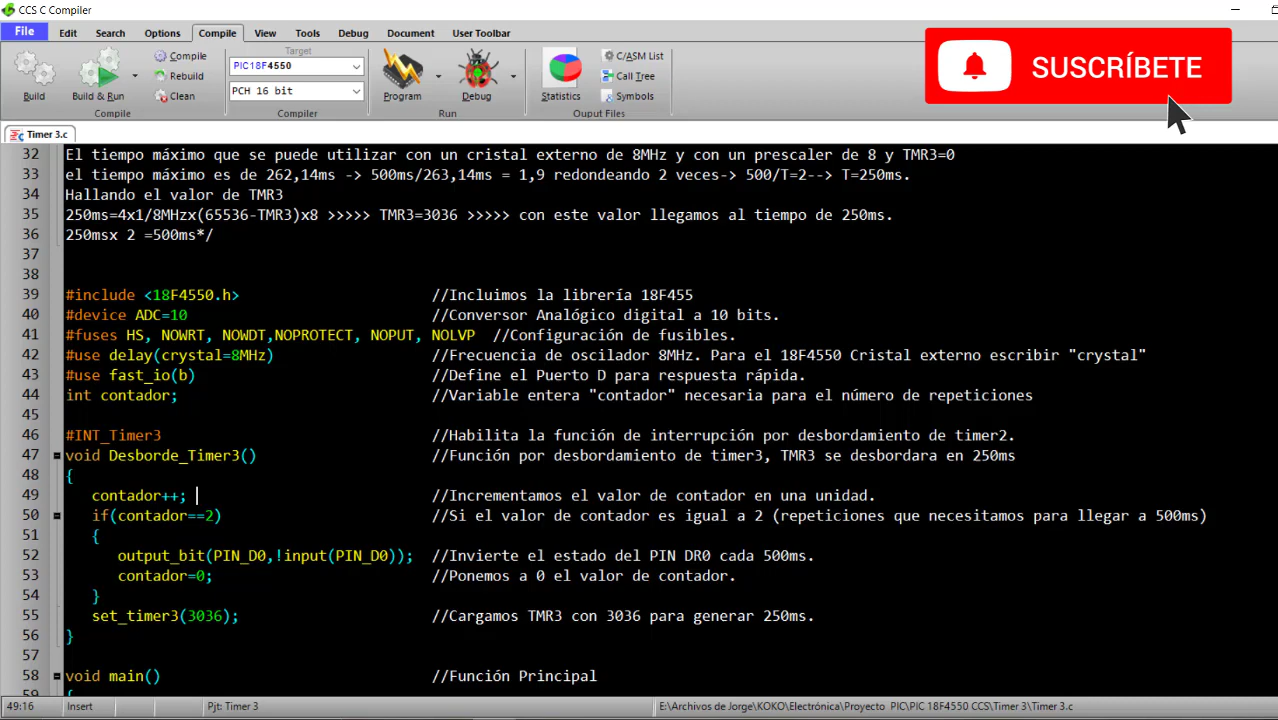 CCS C Compiler
File Edit Search Options Compile View Tools Debug Document User Toolbar
Build
Build & Run
Compile
Rebuild
Clean
Compile
Target
PIC18F4550
PCH 16 bit
Compiler
Program
Debug
Run
Statistics
C/ASM List
Call Tree
Symbols
Ouput Files
SUSCRÍBETE
Timer 3.c
32 El tiempo máximo que se puede utilizar con un cristal externo de 8MHz y con un prescaler de 8 y TMR3=0
33 el tiempo máximo es de 262,14ms -> 500ms/263,14ms = 1,9 redondeando 2 veces-> 500/T=2--> T=250ms.
34 Hallando el valor de TMR3
35 250ms=4x1/8MHzx(65536-TMR3)x8 >>>>> TMR3=3036 >>>>> con este valor llegamos al tiempo de 250ms.
36 250msx 2 =500ms*/
37
38
39 #include <18F4550.h> //Incluimos la librería 18F455
40 #device ADC=10 //Conversor Analógico digital a 10 bits.
41 #fuses HS, NOWRT, NOWDT,NOPROTECT, NOPUT, NOLVP //Configuración de fusibles.
42 #use delay(crystal=8MHz) //Frecuencia de oscilador 8MHz. Para el 18F4550 Cristal externo escribir "crystal"
43 #use fast_io(b) //Define el Puerto D para respuesta rápida.
44 int contador; //Variable entera "contador" necesaria para el número de repeticiones
45
46 #INT_Timer3 //Habilita la función de interrupción por desbordamiento de timer2.
47 void Desborde_Timer3() //Función por desbordamiento de timer3, TMR3 se desbordara en 250ms
48 {
49 contador++; //Incrementamos el valor de contador en una unidad.
50 if(contador==2) //Si el valor de contador es igual a 2 (repeticiones que necesitamos para llegar a 500ms)
51 {
52 output_bit(PIN_D0,!input(PIN_D0)); //Invierte el estado del PIN DR0 cada 500ms.
53 contador=0; //Ponemos a 0 el valor de contador.
54 }
55 set_timer3(3036); //Cargamos TMR3 con 3036 para generar 250ms.
56 }
57
58 void main() //Función Principal
59 {
49:16 Insert Pjt: Timer 3 E:\Archivos de Jorge\KOKO\Electrónica\Proyecto PIC\PIC 18F4550 CCS\Timer 3\Timer 3.c